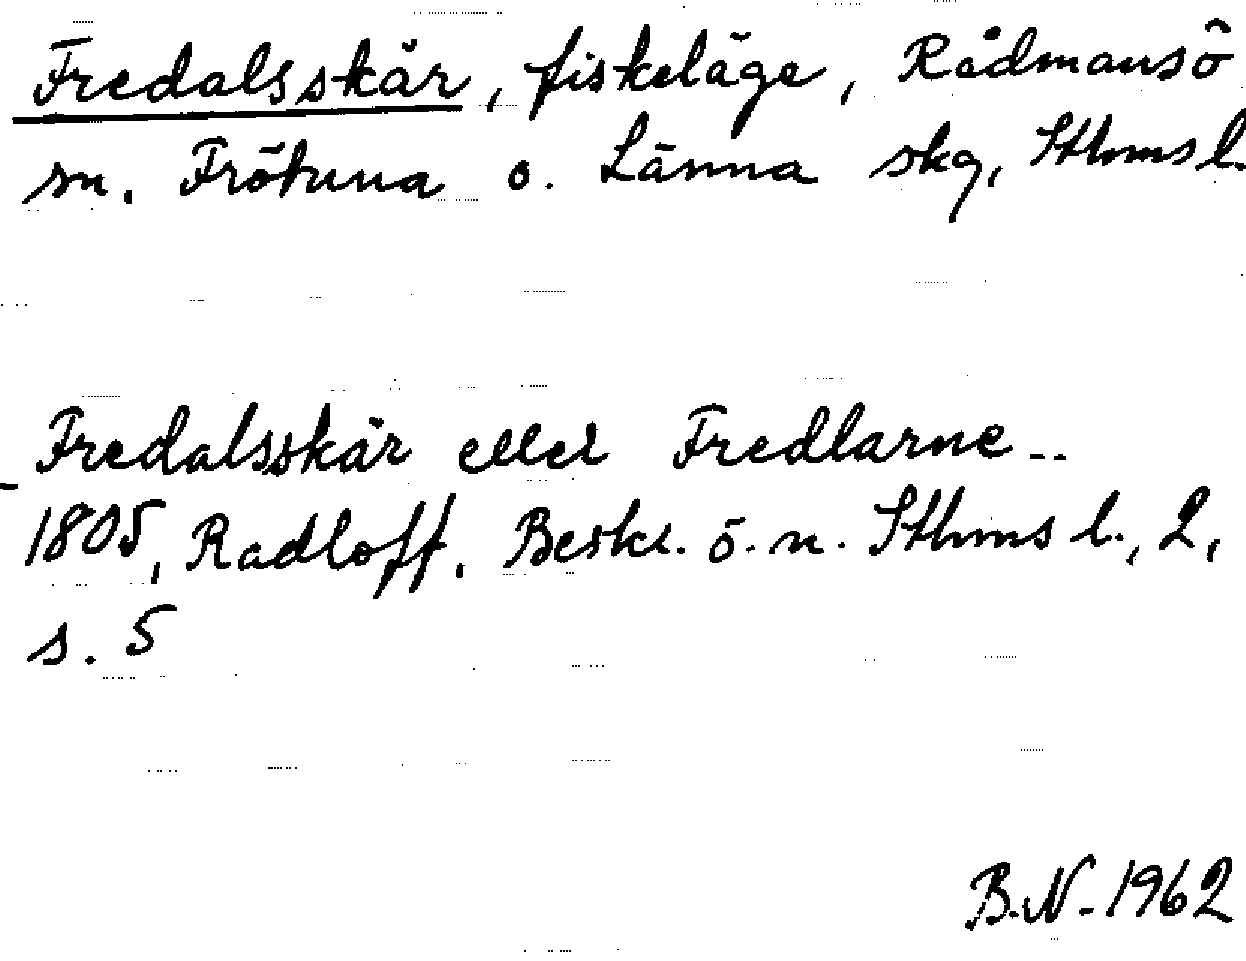 Fredalsskär, fiskeläge, Rådmansö
sn. Frötuna o. Länna skg, Sthms l.
Fredalsskär eller Fredlarne --
1805, Radloff. Beskr. ö. n. Sthms l., 2,
s. 5
B.N. 1962